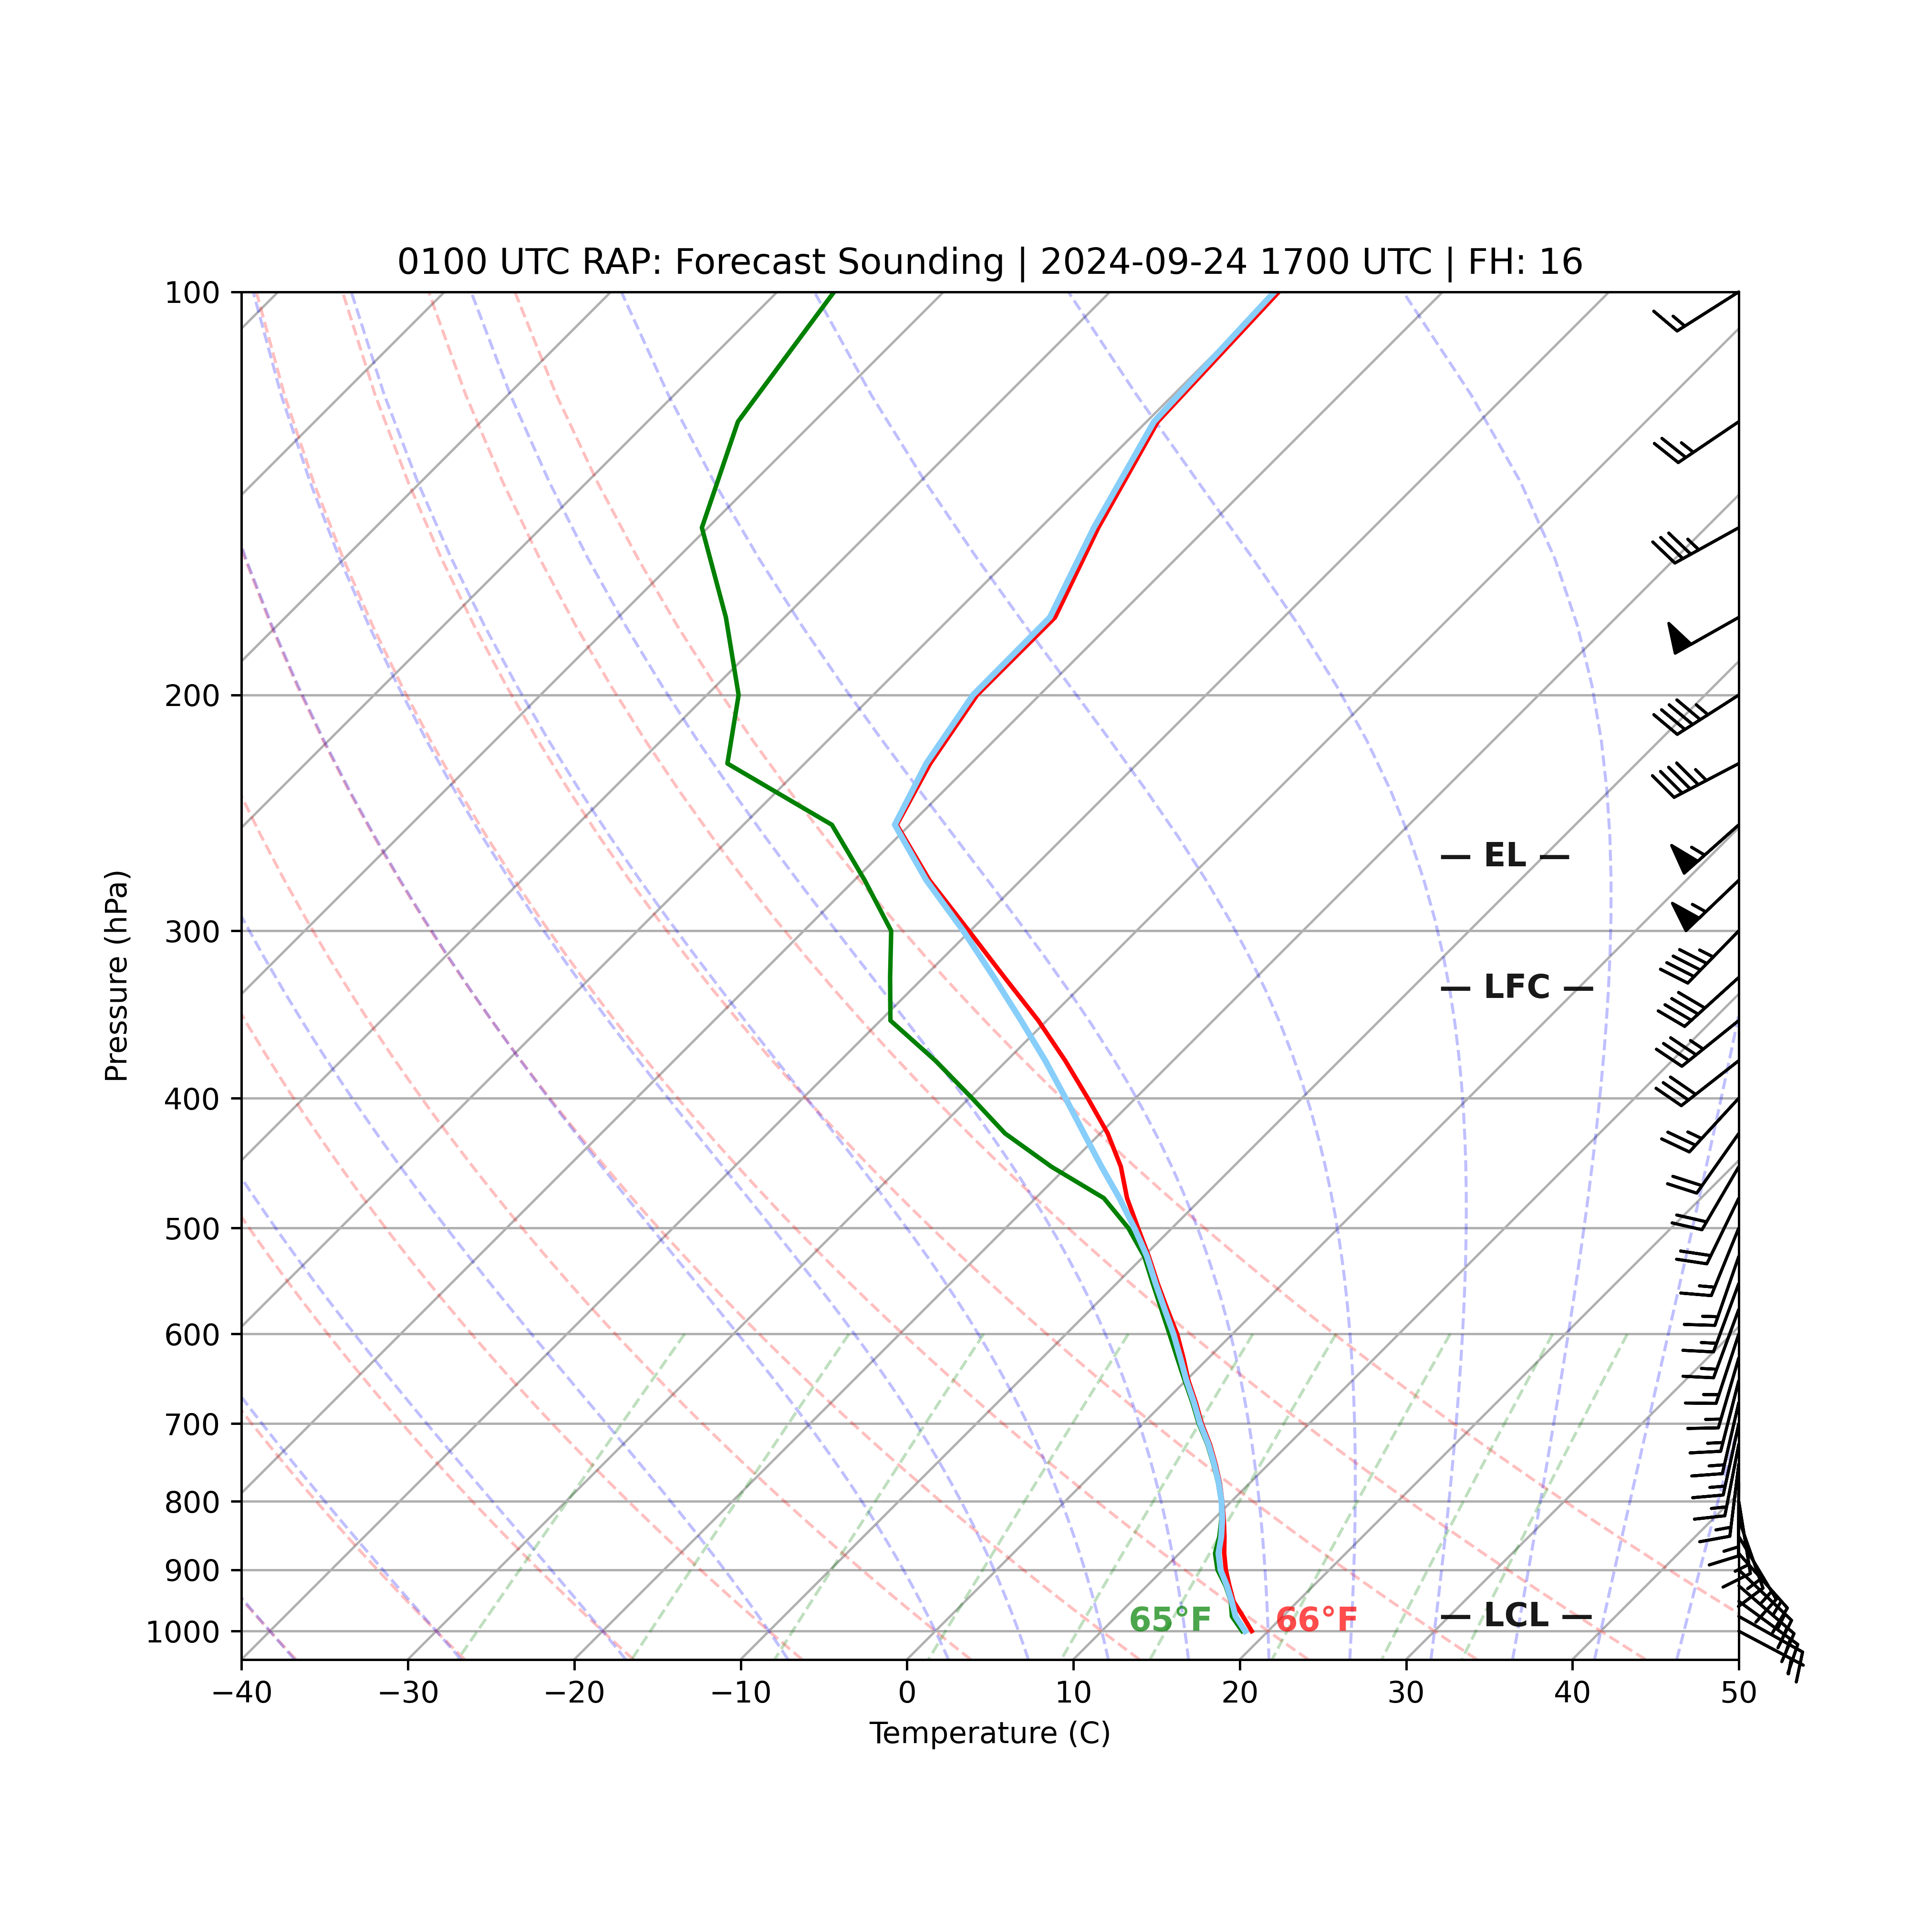 0100 UTC RAP: Forecast Sounding | 2024-09-24 1700 UTC | FH: 16
100
200
EL
300
LFC
Pressure (hPa)
400
500
600
700
800
900
65°F 66°F LCL
1000
−40 −30 −20 −10 0 10 20 30 40 50
Temperature (C)